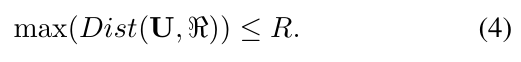 max(Dist(𝐔, ℜ)) ≤ R. (4)